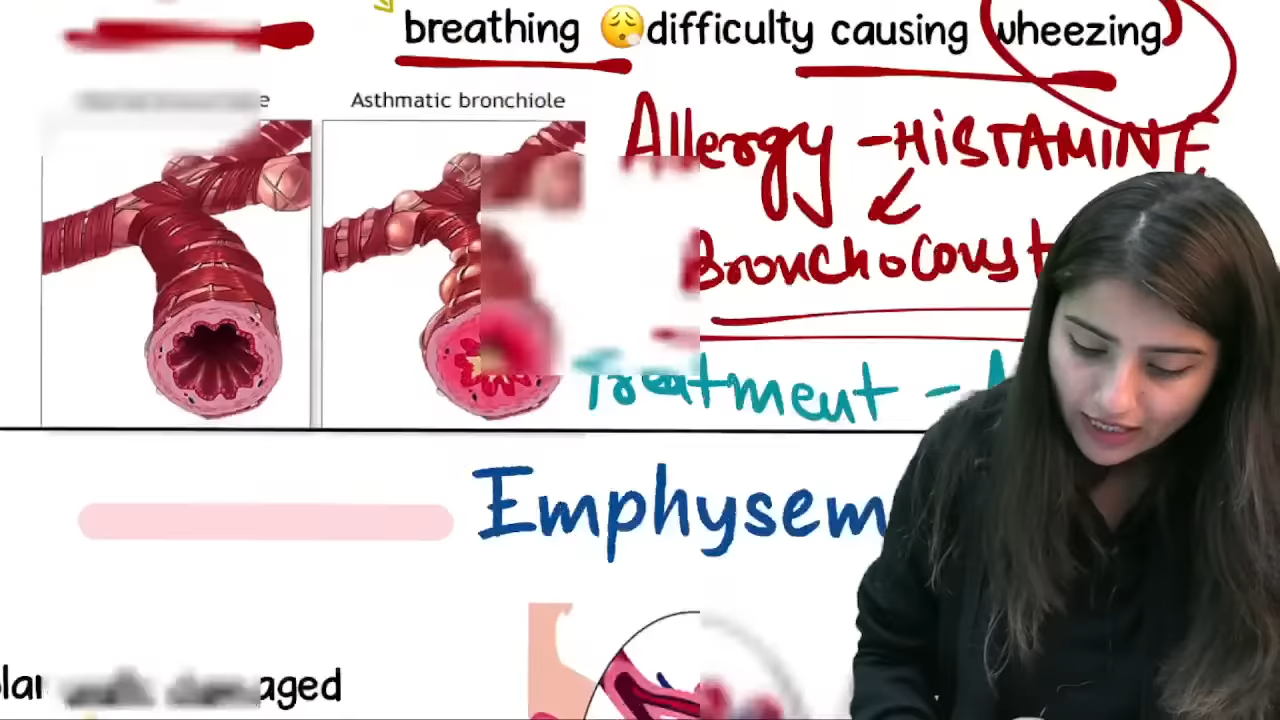 breathing 😮‍💨 difficulty causing wheezing
Asthmatic bronchiole
Allergy - HISTAMINE
Bronchoconst
Treatment -
Emphysem
aged